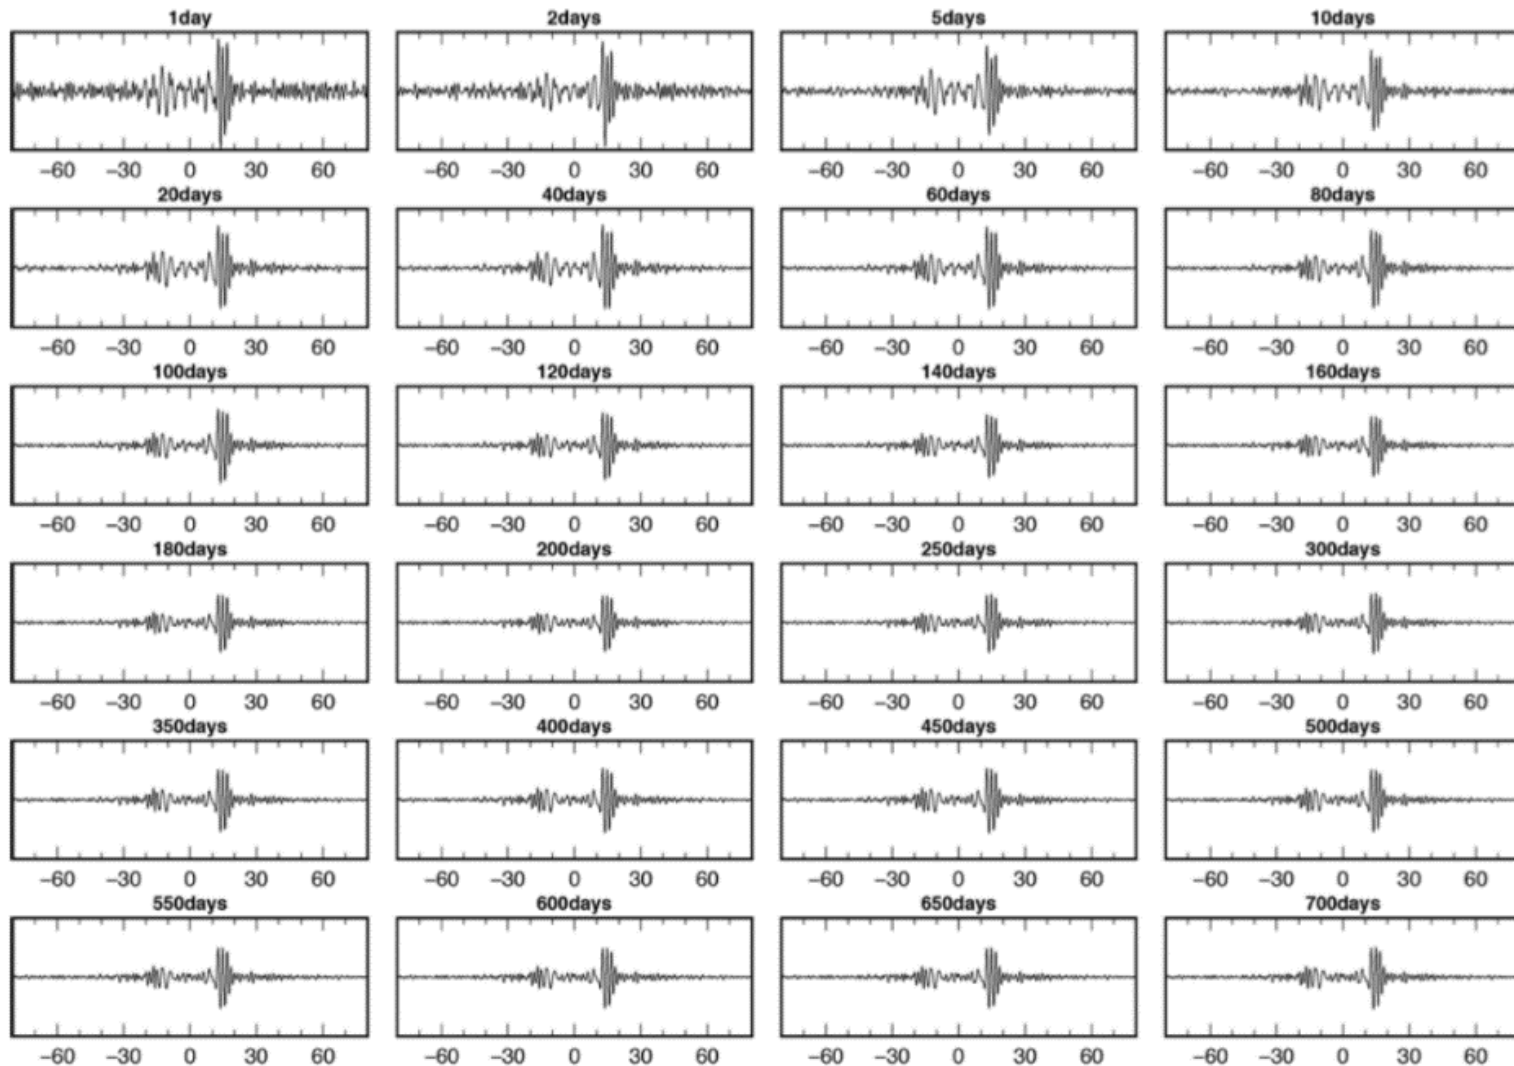 1day 2days 5days 10days
−60 −30 0 30 60 −60 −30 0 30 60 −60 −30 0 30 60 −60 −30 0 30 60
20days 40days 60days 80days
−60 −30 0 30 60 −60 −30 0 30 60 −60 −30 0 30 60 −60 −30 0 30 60
100days 120days 140days 160days
−60 −30 0 30 60 −60 −30 0 30 60 −60 −30 0 30 60 −60 −30 0 30 60
180days 200days 250days 300days
−60 −30 0 30 60 −60 −30 0 30 60 −60 −30 0 30 60 −60 −30 0 30 60
350days 400days 450days 500days
−60 −30 0 30 60 −60 −30 0 30 60 −60 −30 0 30 60 −60 −30 0 30 60
550days 600days 650days 700days
−60 −30 0 30 60 −60 −30 0 30 60 −60 −30 0 30 60 −60 −30 0 30 60